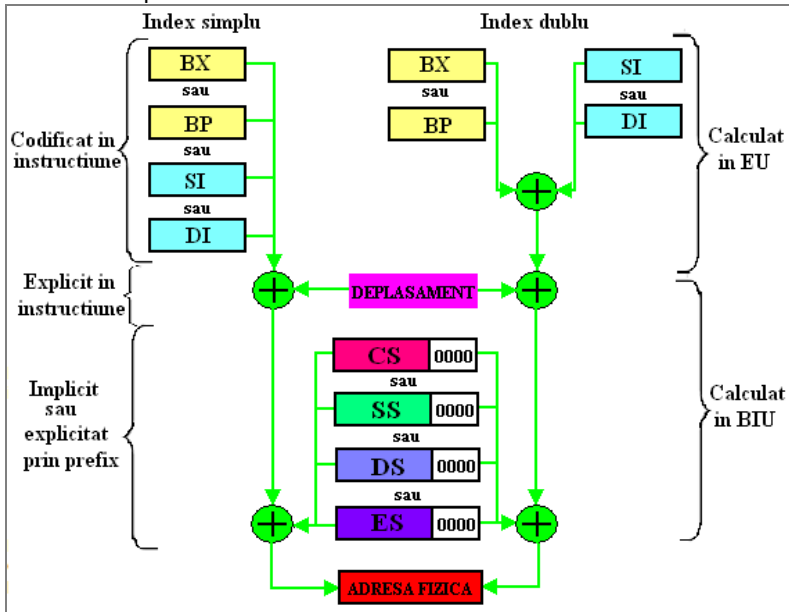 Index simplu
Index dublu
BX
sau
BP
sau
SI
sau
DI
BX
sau
BP
SI
sau
DI
Codificat in
instructiune
Calculat
in EU
Explicit in
instructiune
DEPLASAMENT
Implicit
sau
explicitat
prin prefix
CS 0000
sau
SS 0000
sau
DS 0000
sau
ES 0000
Calculat
in BIU
ADRESA FIZICA